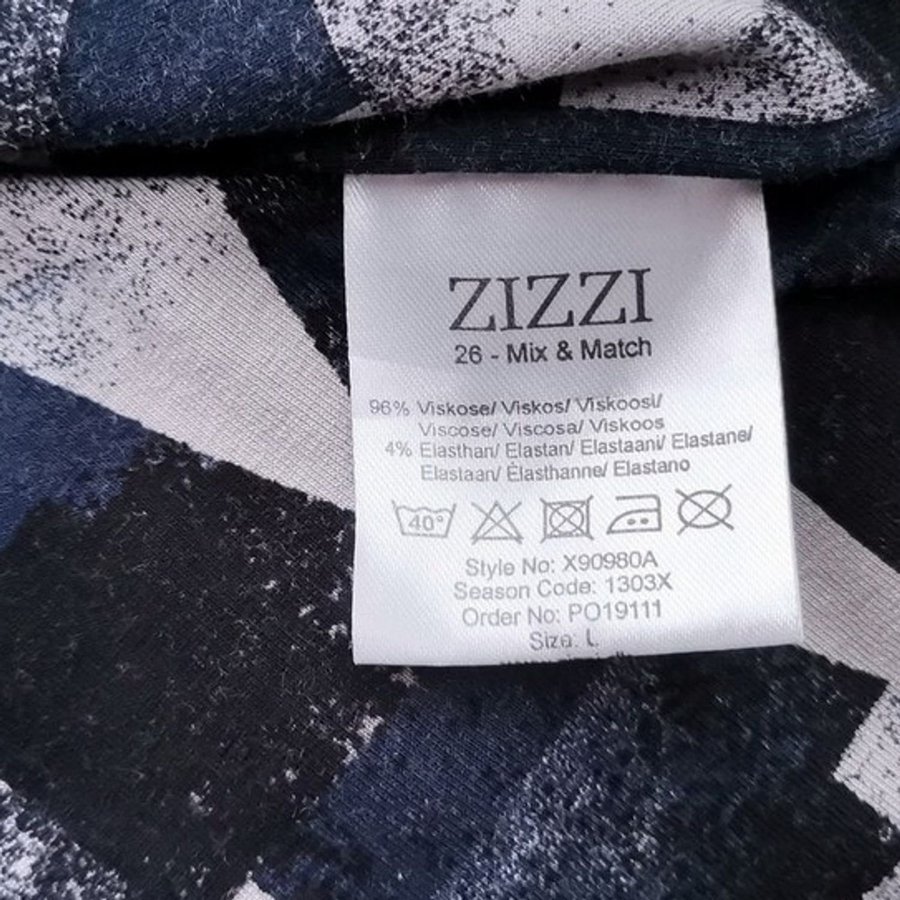 ZIZZI
26 - Mix & Match
96% Viskose/ Viskos/ Viskoosi/
Viscose/ Viscosa/ Viskoos
4% Elasthan/ Elastan/ Elastaani/ Elastane/
Elastaan/ Élasthanne/ Elastano
40°
Style No: X90980A
Season Code: 1303X
Order No: PO19111
Size: L